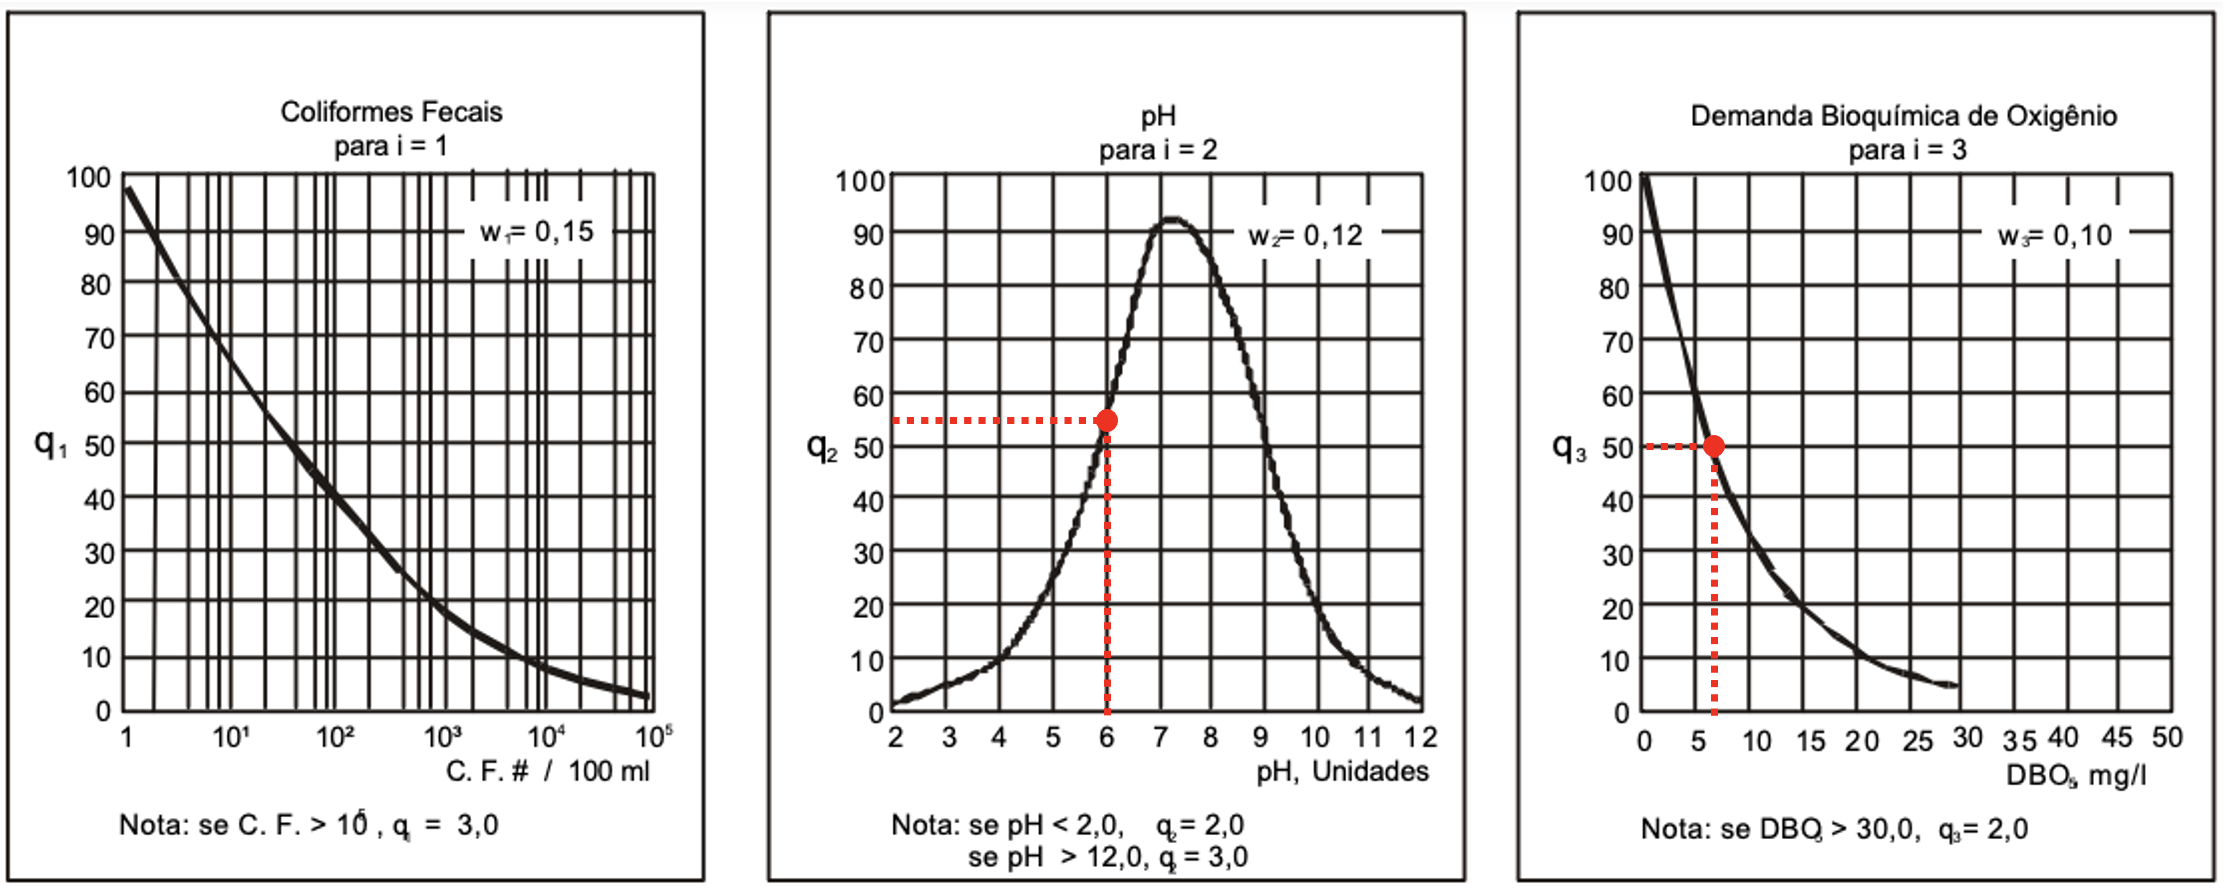 Coliformes Fecais
para i = 1
100
90
80
70
60
50
40
30
20
10
0
q₁
w₁= 0,15
1 10¹ 10² 10³ 10⁴ 10⁵
C. F. # / 100 ml
Nota: se C. F. > 10⁵ , q₁ = 3,0
pH
para i = 2
100
90
80
70
60
50
40
30
20
10
0
q₂
w₂= 0,12
2 3 4 5 6 7 8 9 10 11 12
pH, Unidades
Nota: se pH < 2,0, q₂= 2,0
se pH > 12,0, q₂ = 3,0
Demanda Bioquímica de Oxigênio
para i = 3
100
90
80
70
60
50
40
30
20
10
0
q₃
w₃= 0,10
0 5 10 15 20 25 30 35 40 45 50
DBO₅, mg/l
Nota: se DBO₅ > 30,0, q₃= 2,0